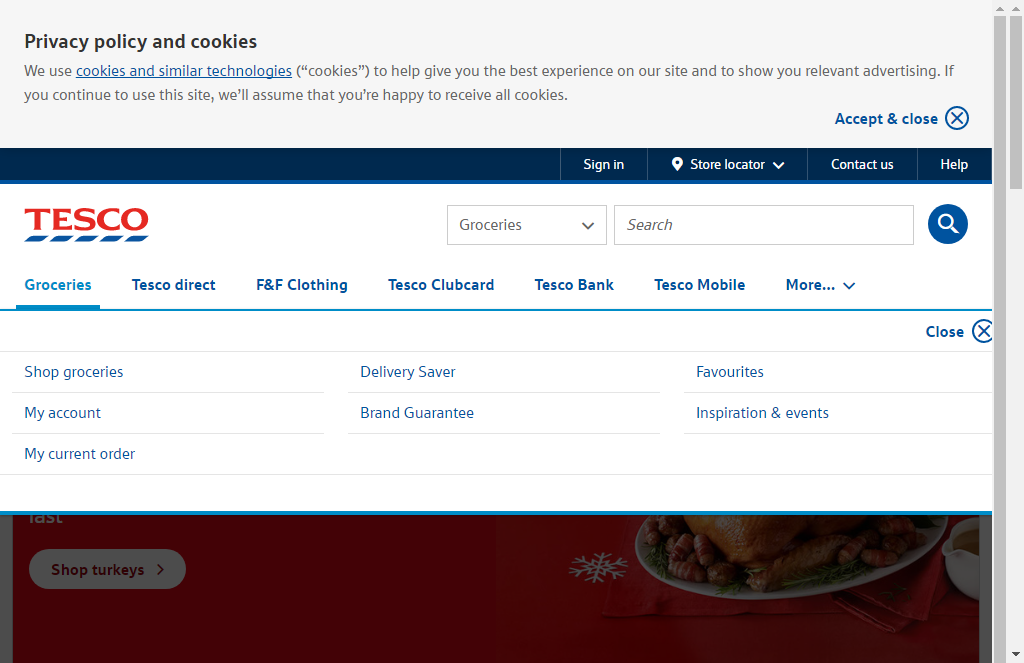 Privacy policy and cookies
We use cookies and similar technologies (“cookies”) to help give you the best experience on our site and to show you relevant advertising. If
you continue to use this site, we’ll assume that you’re happy to receive all cookies.
Accept & close
Sign in
Store locator
Contact us
Help
TESCO
Groceries
Search
Groceries
Tesco direct
F&F Clothing
Tesco Clubcard
Tesco Bank
Tesco Mobile
More...
Close
Shop groceries
Delivery Saver
Favourites
My account
Brand Guarantee
Inspiration & events
My current order
last
Shop turkeys